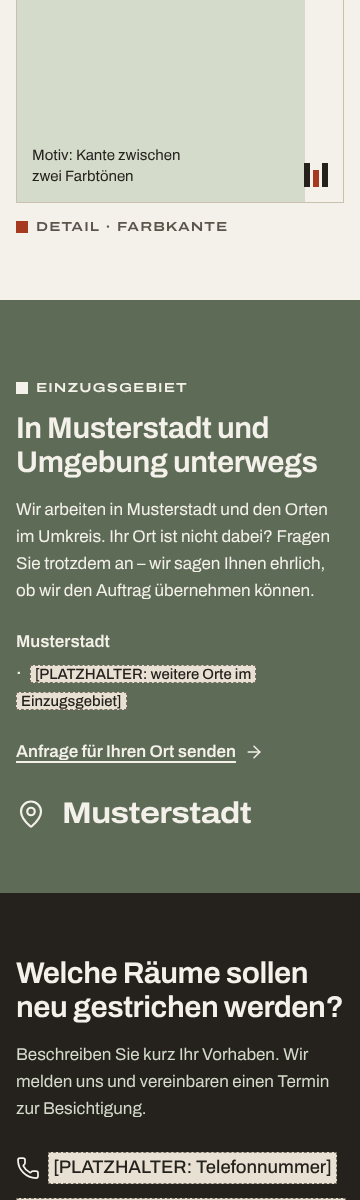 Motiv: Kante zwischen
zwei Farbtönen
DETAIL · FARBKANTE
EINZUGSGEBIET
In Musterstadt und
Umgebung unterwegs
Wir arbeiten in Musterstadt und den Orten
im Umkreis. Ihr Ort ist nicht dabei? Fragen
Sie trotzdem an – wir sagen Ihnen ehrlich,
ob wir den Auftrag übernehmen können.
Musterstadt
· [PLATZHALTER: weitere Orte im
Einzugsgebiet]
Anfrage für Ihren Ort senden →
Musterstadt
Welche Räume sollen
neu gestrichen werden?
Beschreiben Sie kurz Ihr Vorhaben. Wir
melden uns und vereinbaren einen Termin
zur Besichtigung.
[PLATZHALTER: Telefonnummer]